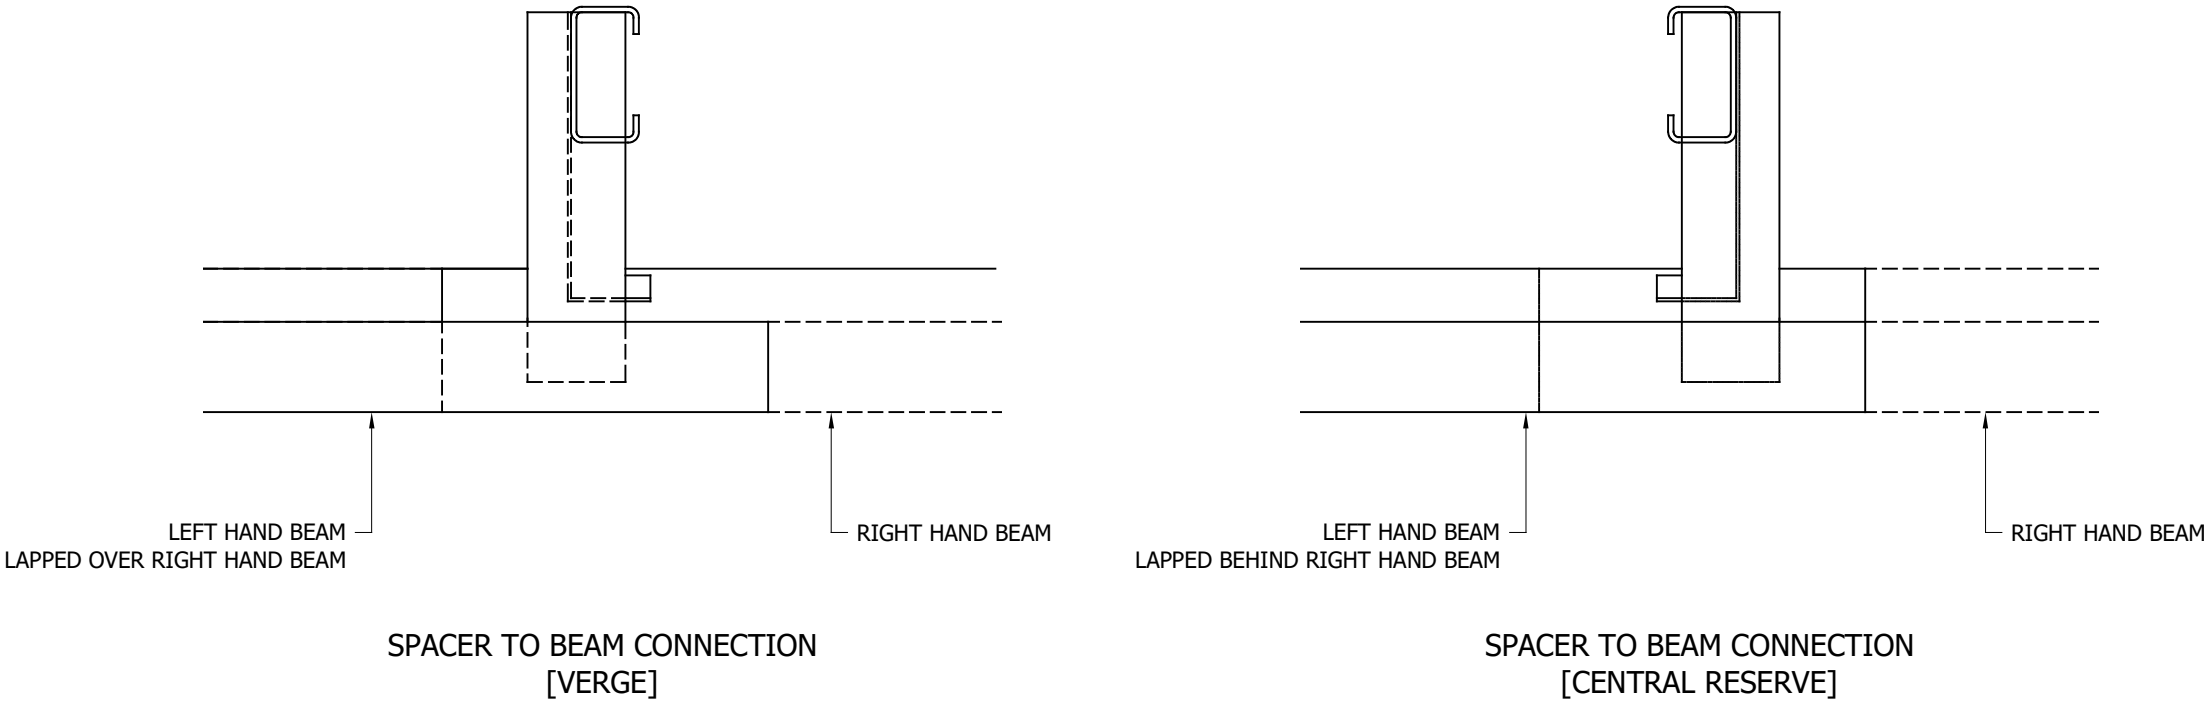 LEFT HAND BEAM
LAPPED OVER RIGHT HAND BEAM
RIGHT HAND BEAM
SPACER TO BEAM CONNECTION
[VERGE]
LEFT HAND BEAM
LAPPED BEHIND RIGHT HAND BEAM
RIGHT HAND BEAM
SPACER TO BEAM CONNECTION
[CENTRAL RESERVE]